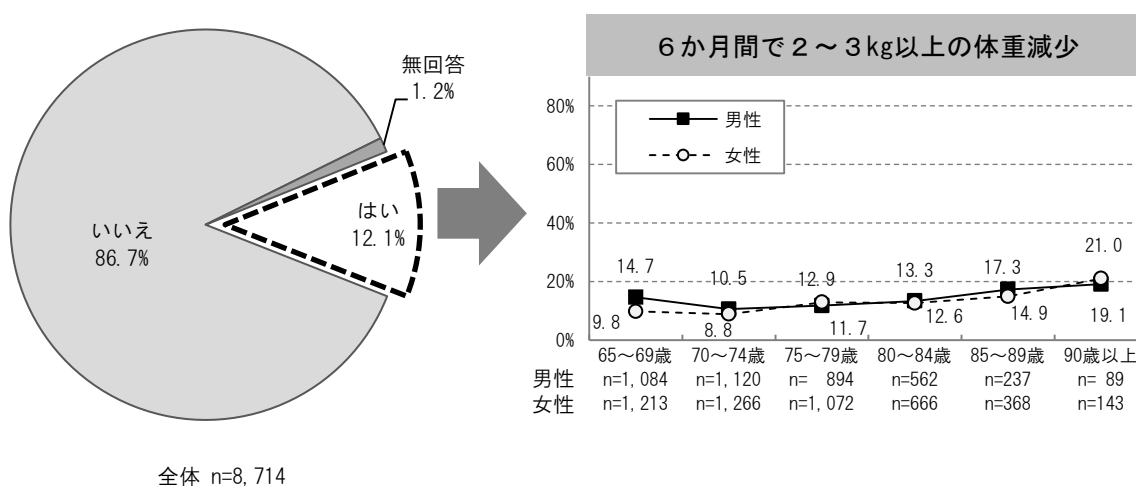 無回答
1.2%
はい
12.1%
いいえ
86.7%
全体 n=8,714
６か月間で２～３kg以上の体重減少
80%
60%
40%
20%
0%
男性
女性
14.7 10.5 12.9 13.3 17.3 21.0
9.8 8.8 11.7 12.6 14.9 19.1
65～69歳 70～74歳 75～79歳 80～84歳 85～89歳 90歳以上
男性 n=1,084 n=1,120 n= 894 n=562 n=237 n= 89
女性 n=1,213 n=1,266 n=1,072 n=666 n=368 n=143